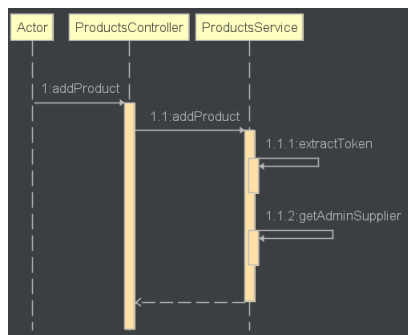 Actor
ProductsController
ProductsService
1:addProduct
1.1:addProduct
1.1.1:extractToken
1.1.2:getAdminSupplier